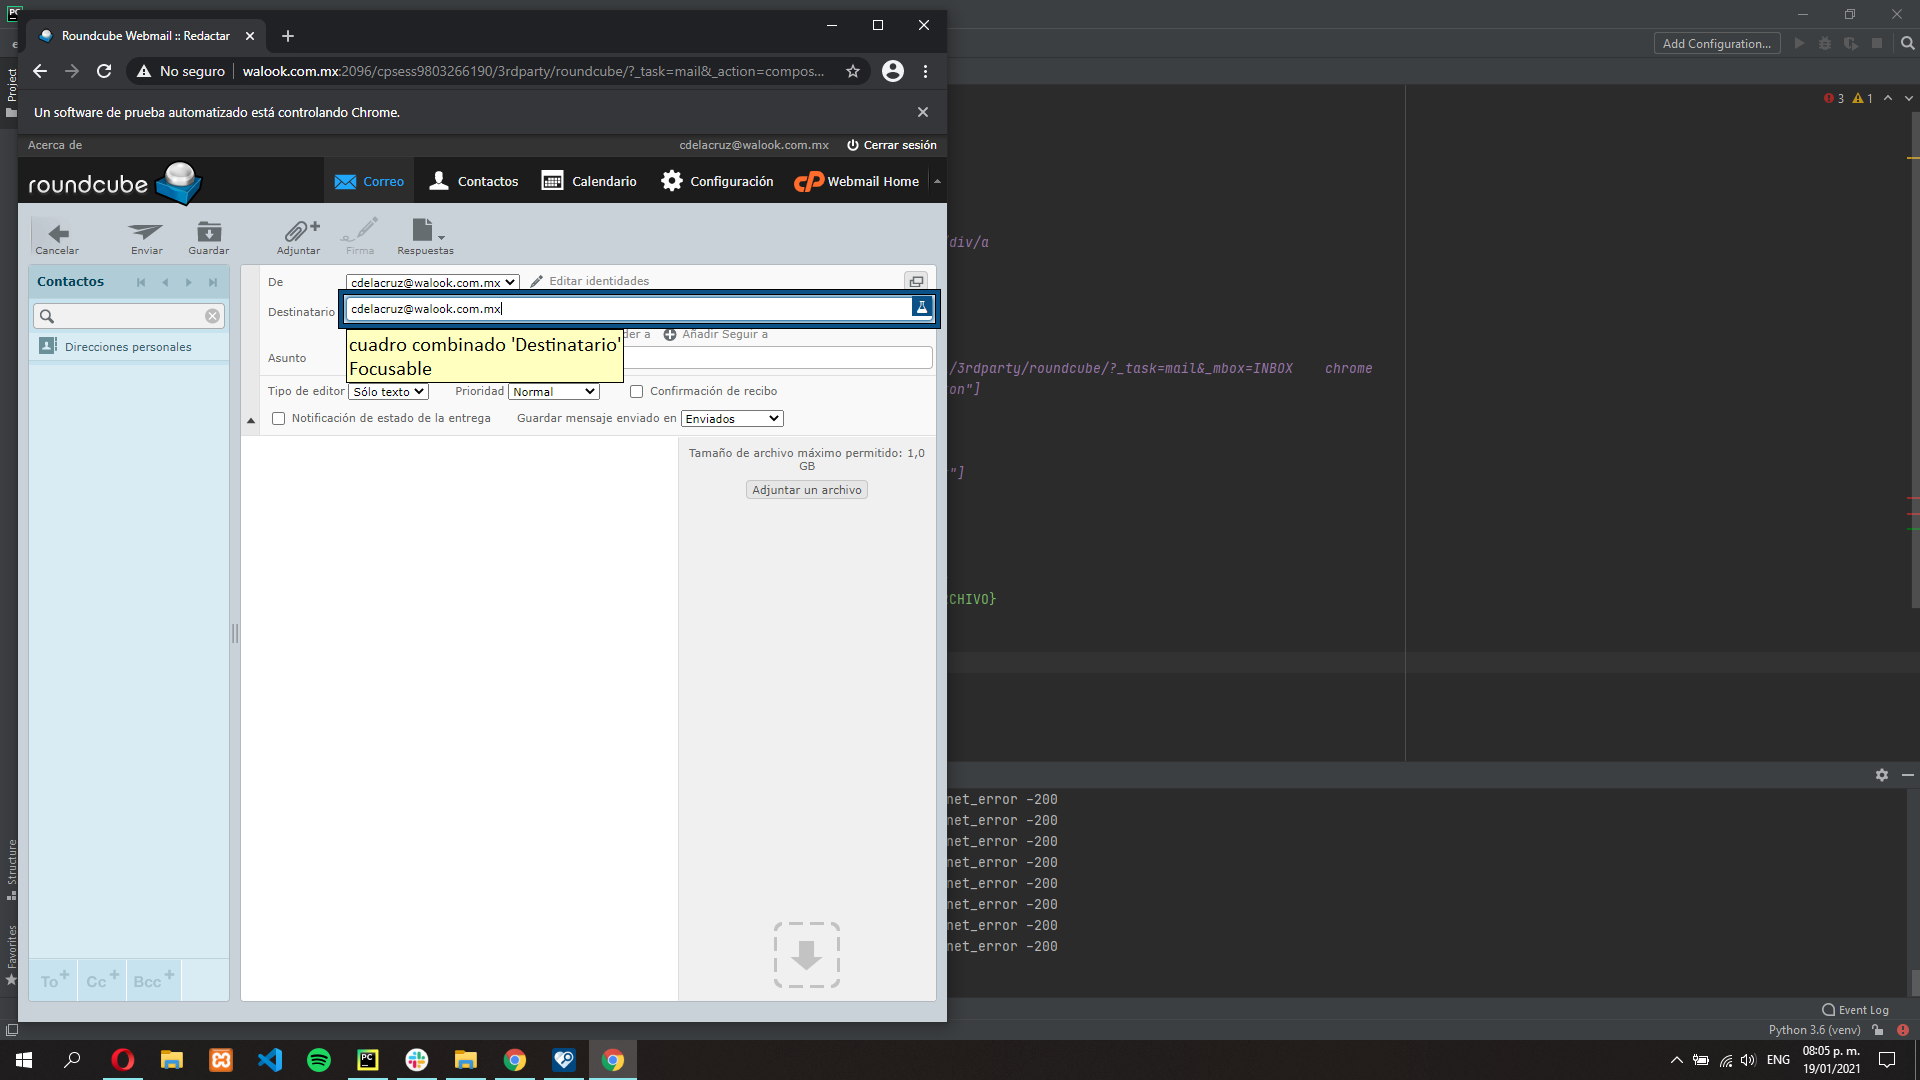 Roundcube Webmail :: Redactar
No seguro
walook.com.mx:2096/cpsess9803266190/3rdparty/roundcube/?_task=mail&_action=compos...
Un software de prueba automatizado está controlando Chrome.
Acerca de
cdelacruz@walook.com.mx
Cerrar sesión
roundcube
Correo
Contactos
Calendario
Configuración
cP Webmail Home
Cancelar
Enviar
Guardar
Adjuntar
Firma
Respuestas
Contactos
Direcciones personales
De
cdelacruz@walook.com.mx
Editar identidades
Destinatario
cdelacruz@walook.com.mx
der a
Añadir Seguir a
cuadro combinado 'Destinatario'
Focusable
Asunto
Tipo de editor
Sólo texto
Prioridad
Normal
Confirmación de recibo
Notificación de estado de la entrega
Guardar mensaje enviado en
Enviados
Tamaño de archivo máximo permitido: 1,0
GB
Adjuntar un archivo
To+
Cc+
Bcc+
PC
Project
Structure
Favorites
Add Configuration...
3
1
div/a
/3rdparty/roundcube/?_task=mail&_mbox=INBOX    chrome
on"]
"]
CHIVO}
net_error -200
net_error -200
net_error -200
net_error -200
net_error -200
net_error -200
net_error -200
net_error -200
Event Log
Python 3.6 (venv)
PC
ENG
08:05 p. m.
19/01/2021